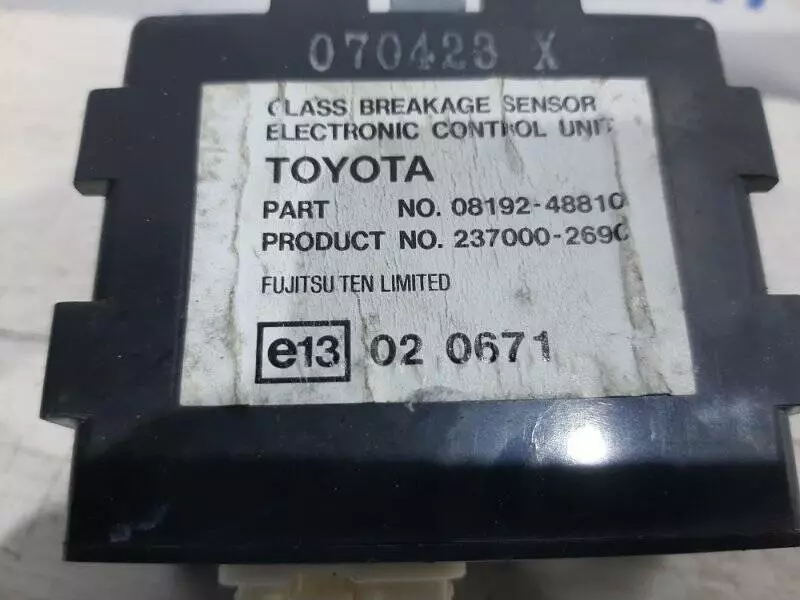 070423 X
GLASS BREAKAGE SENSOR
ELECTRONIC CONTROL UNIT
TOYOTA
PART NO. 08192-48810
PRODUCT NO. 237000-2690
FUJITSU TEN LIMITED
e13 02 0671